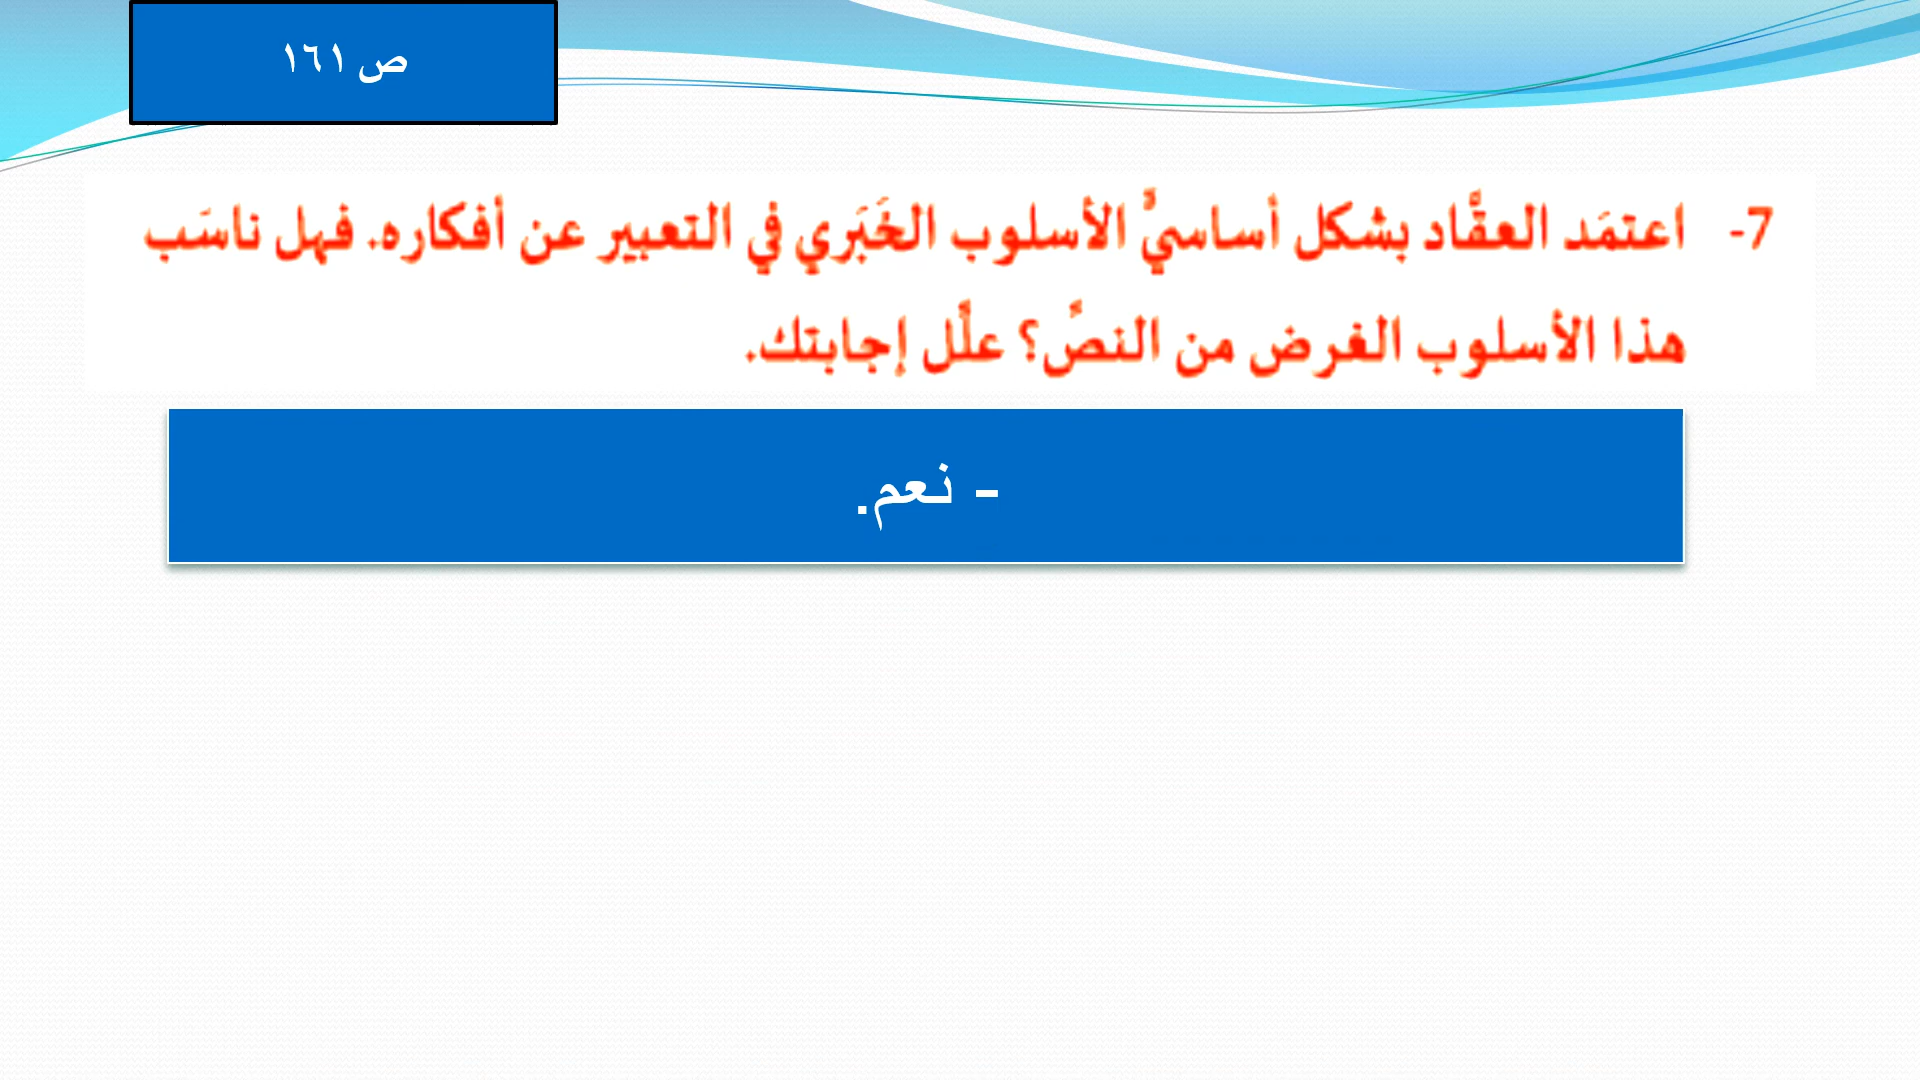 ص ١٦١
7- اعتمَد العقَّاد بشكل أساسيٍّ الأسلوب الخَبَري في التعبير عن أفكاره. فهل ناسَب
هذا الأسلوب الغرض من النصِّ؟ علِّل إجابتك.
- نعم.